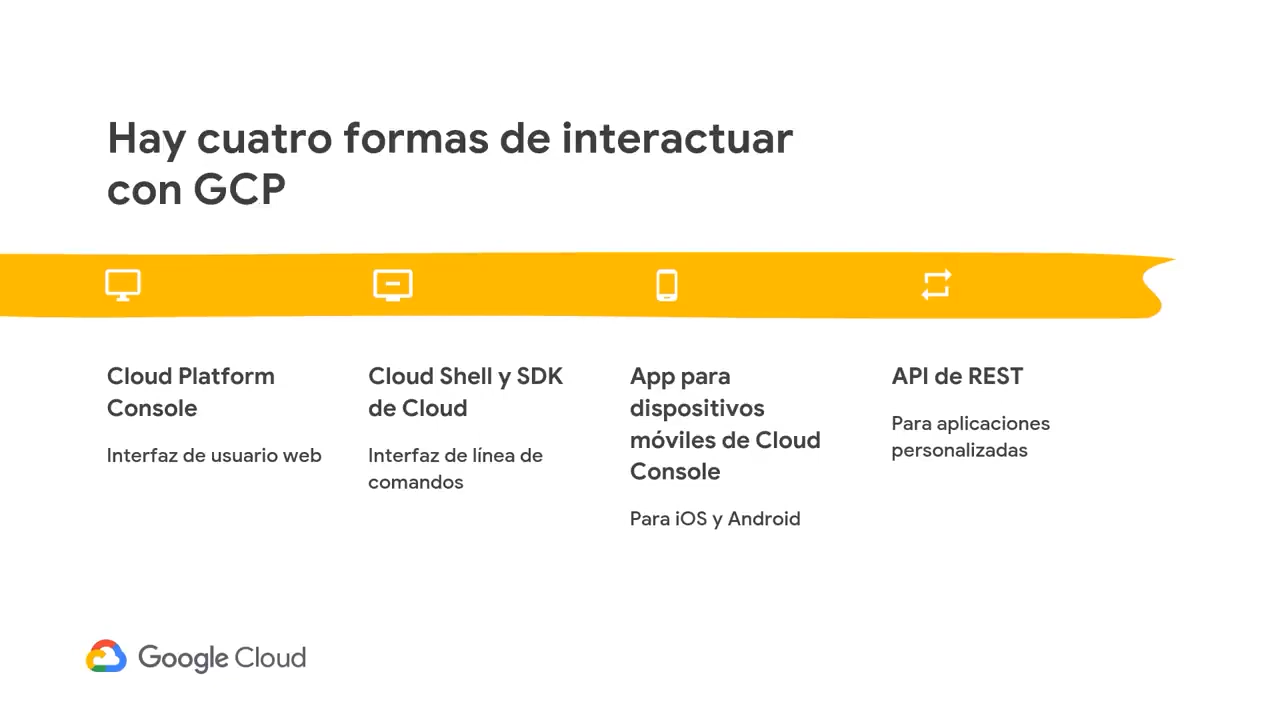 Hay cuatro formas de interactuar
con GCP
Cloud Platform
Console
Interfaz de usuario web
Cloud Shell y SDK
de Cloud
Interfaz de línea de
comandos
App para
dispositivos
móviles de Cloud
Console
Para iOS y Android
API de REST
Para aplicaciones
personalizadas
Google Cloud